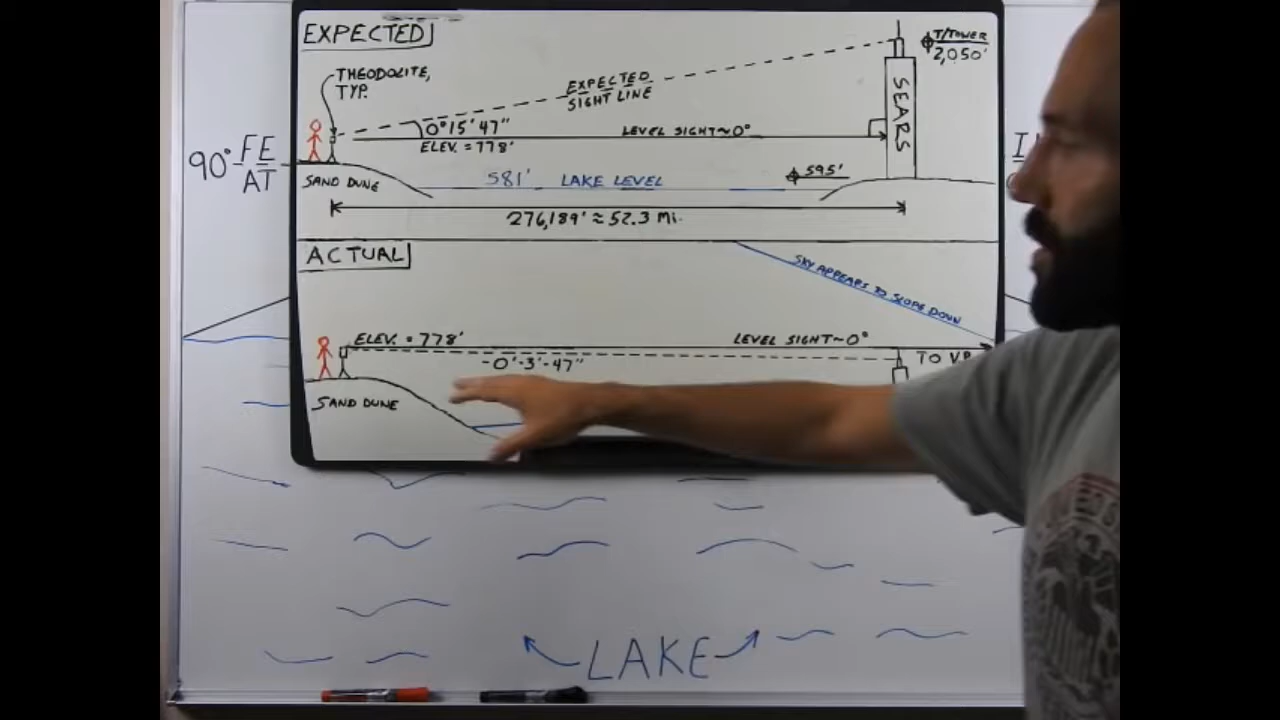 EXPECTED
THEODOLITE,
TYP.
EXPECTED
SIGHT LINE
T/TOWER
2,050'
SEARS
0°15'47"
LEVEL SIGHT~0°
ELEV. = 778'
90° FE
AT
SAND DUNE
581' LAKE LEVEL
595'
276,189' ≈ 52.3 MI.
ACTUAL
SKY APPEARS TO SLOPE DOWN
ELEV. = 778'
LEVEL SIGHT~0°
TO V.P.
-0°-3'-47"
SAND DUNE
LAKE